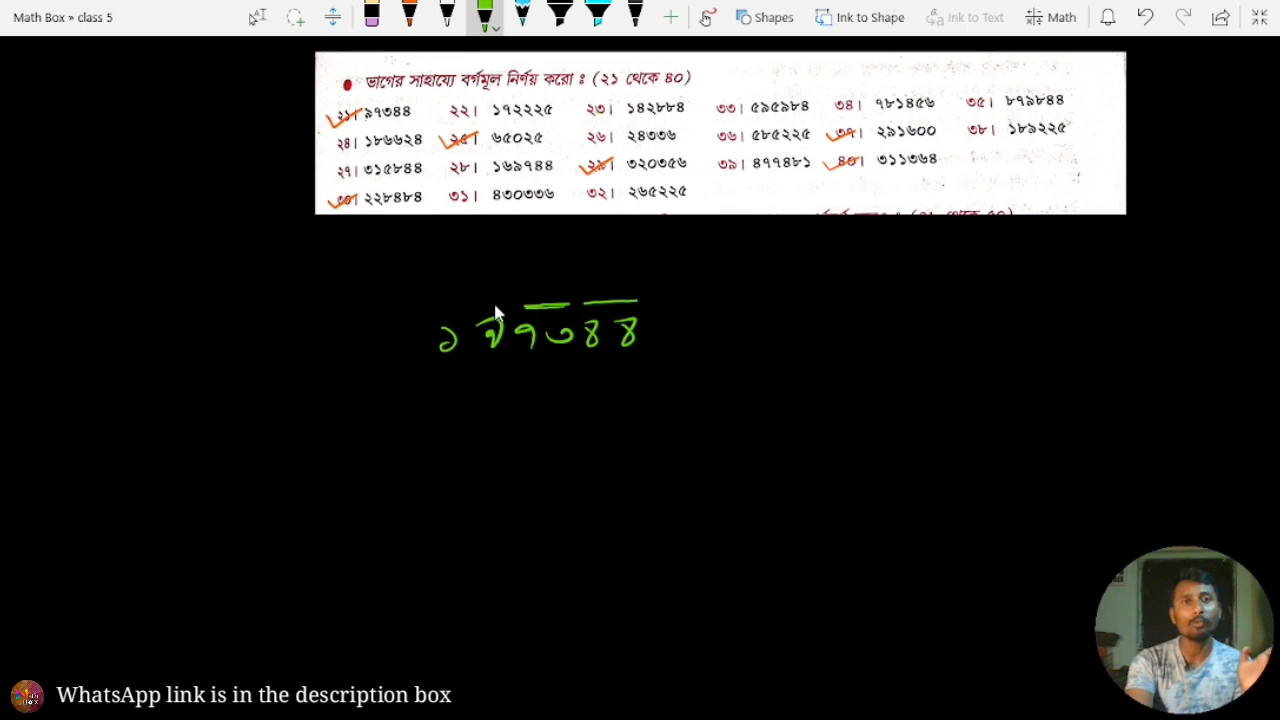 Math Box » class 5
Shapes Ink to Shape Ink to Text Math
ভাগের সাহায্যে বর্গমূল নির্ণয় করো ঃ (২১ থেকে ৪০)
২১। ৯৭৩৪৪ ২২। ১৭২২২৫ ২৩। ১৪২৮৮৪ ৩৩। ৫৯৫৯৮৪ ৩৪। ৭৮১৪৫৬ ৩৫। ৮৭৯৮৪৪
২৪। ১৮৬৬২৪ ২৫। ৬৫০২৫ ২৬। ২৪৩৩৬ ৩৬। ৫৮৫২২৫ ৩৭। ২৯১৬০০ ৩৮। ১৮৯২২৫
২৭। ৩১৫৮৪৪ ২৮। ১৬৯৭৪৪ ২৯। ৩২০৩৫৬ ৩৯। ৪৭৭৪৮১ ৪০। ৩১১৩৬৪
৩০। ২২৮৪৮৪ ৩১। ৪৩০৩৩৬ ৩২। ২৬৫২২৫
৭৩৪৪
WhatsApp link is in the description box